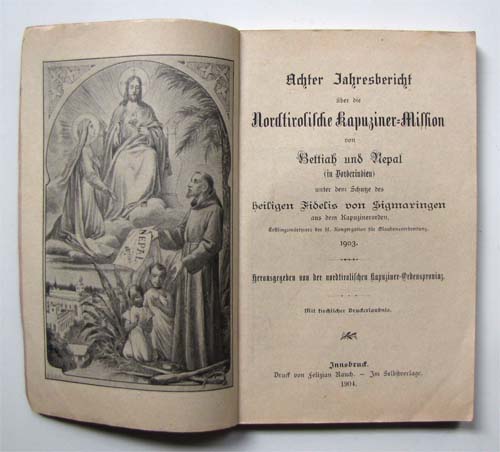 NEPAL
Achter Jahresbericht
über die
Nordtirolische Kapuziner-Mission
von
Bettiah und Nepal
(in Vorderindien)
unter dem Schutze des
heiligen Fidelis von Sigmaringen
aus dem Kapuzinerorden,
Erstlingsmärtyrers der hl. Kongregation für Glaubensverbreitung.
1903.
Herausgegeben von der nordtirolischen Kapuziner-Ordensprovinz.
Mit kirchlicher Druckerlaubnis.
Innsbruck.
Druck von Felizian Rauch. — Im Selbstverlage.
1904.